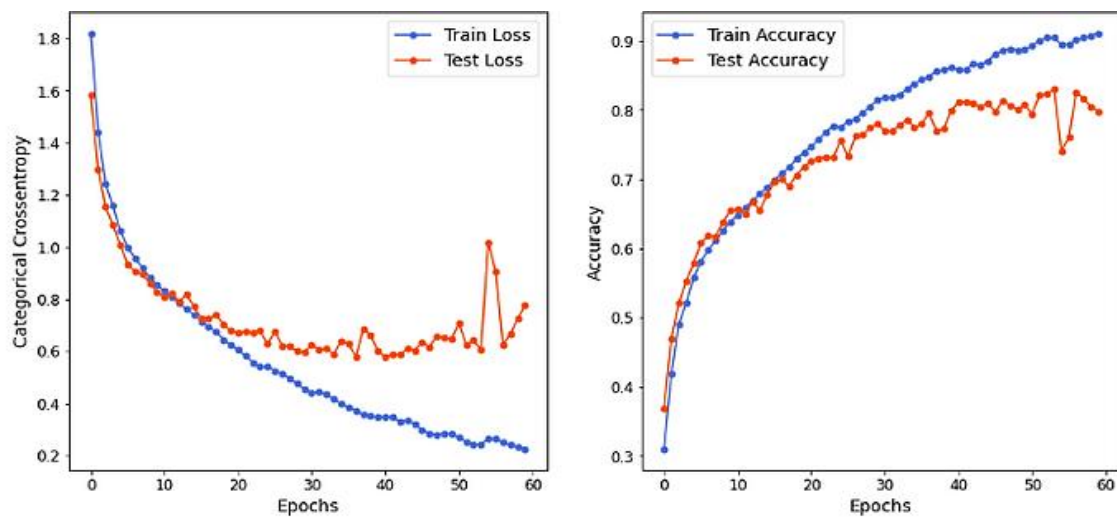 Train Loss
Test Loss
1.8
1.6
1.4
1.2
1.0
0.8
0.6
0.4
0.2
Categorical Crossentropy
0 10 20 30 40 50 60
Epochs
Train Accuracy
Test Accuracy
0.9
0.8
0.7
0.6
0.5
0.4
0.3
Accuracy
0 10 20 30 40 50 60
Epochs